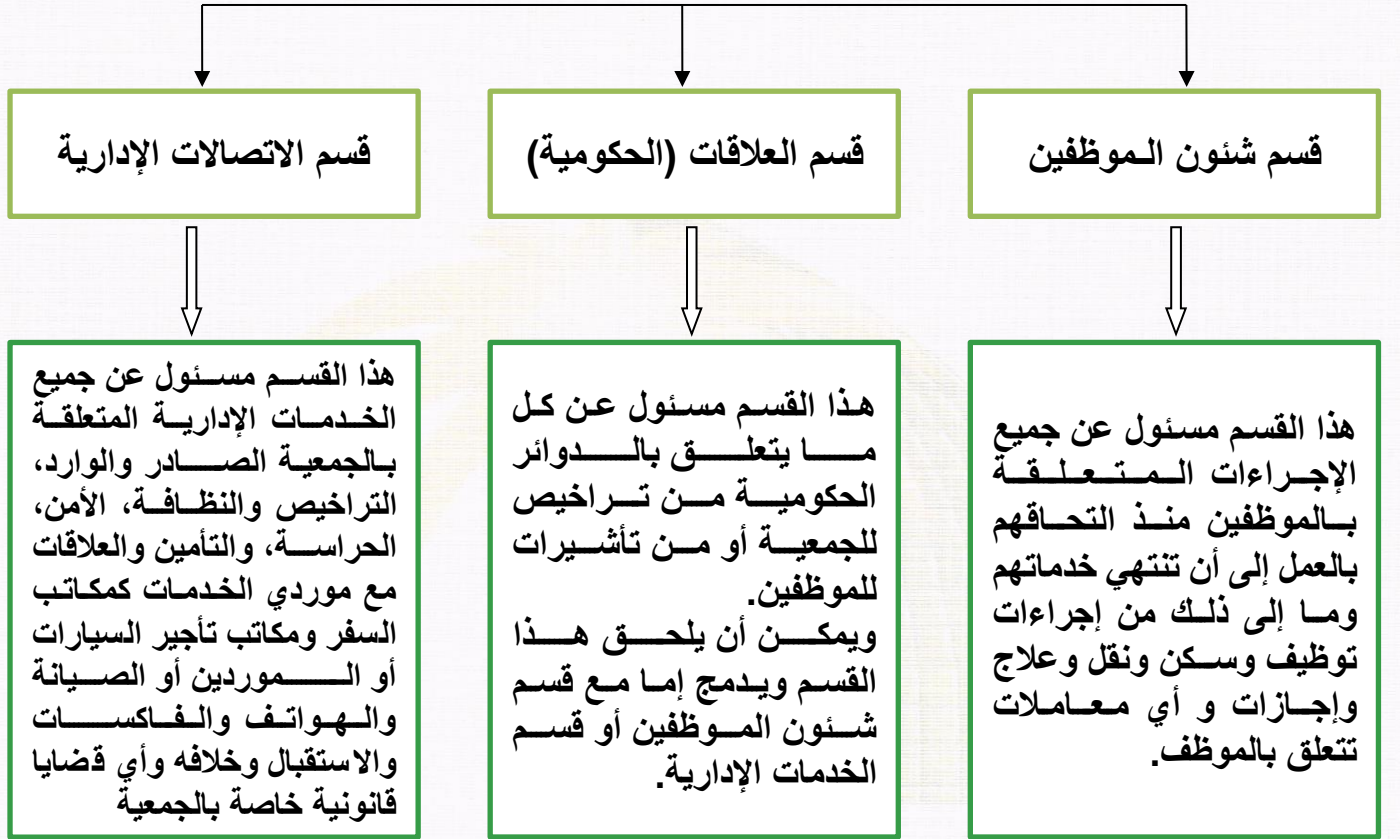 قسم شئون الموظفين
قسم العلاقات (الحكومية)
قسم الاتصالات الإدارية
هذا القسم مسئول عن جميع
الإجراءات المتعلقة
بالموظفين منذ التحاقهم
بالعمل إلى أن تنتهي خدماتهم
وما إلى ذلك من إجراءات
توظيف وسكن ونقل وعلاج
وإجازات و أي معاملات
تتعلق بالموظف.
هذا القسم مسئول عن كل
ما يتعلق بالدوائر
الحكومية من تراخيص
للجمعية أو من تأشيرات
للموظفين.
ويمكن أن يلحق هذا
القسم ويدمج إما مع قسم
شئون الموظفين أو قسم
الخدمات الإدارية.
هذا القسم مسئول عن جميع
الخدمات الإدارية المتعلقة
بالجمعية الصادر والوارد،
التراخيص والنظافة، الأمن،
الحراسة، والتأمين والعلاقات
مع موردي الخدمات كمكاتب
السفر ومكاتب تأجير السيارات
أو الموردين أو الصيانة
والهواتف والفاكسات
والاستقبال وخلافه وأي قضايا
قانونية خاصة بالجمعية